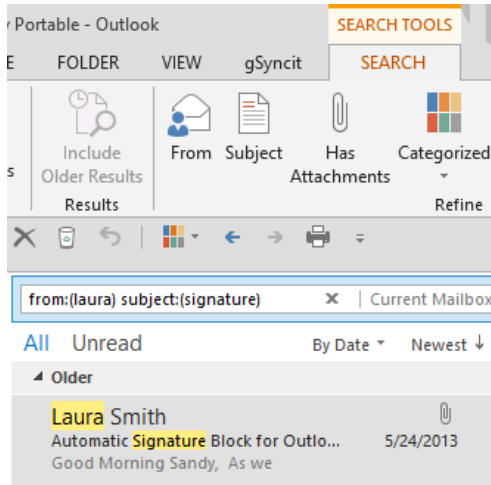 y Portable - Outlook SEARCH TOOLS
E FOLDER VIEW gSyncit SEARCH
Include Older Results
From Subject Has Attachments Categorized
s
Results Refine
from:(laura) subject:(signature) Current Mailbox
All Unread By Date Newest
Older
Laura Smith
Automatic Signature Block for Outlo... 5/24/2013
Good Morning Sandy, As we